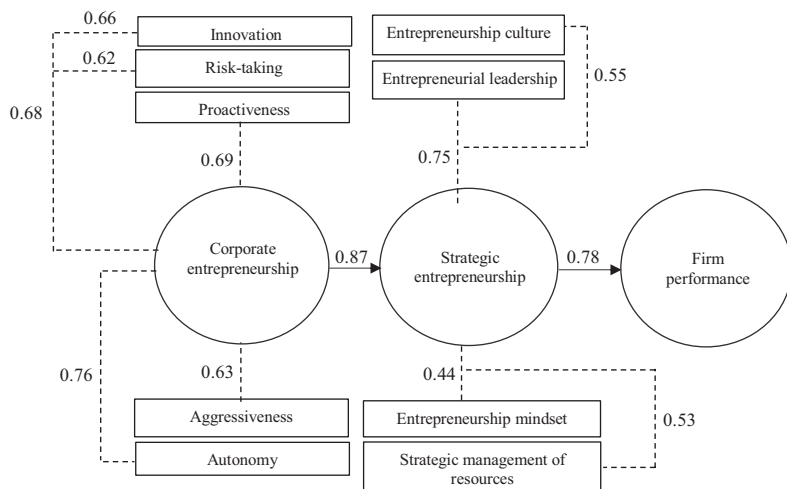 0.66
Innovation
Entrepreneurship culture
0.62
Risk-taking
Entrepreneurial leadership
0.55
0.68
Proactiveness
0.69
0.75
Corporate
entrepreneurship
0.87
Strategic
entrepreneurship
0.78
Firm
performance
0.76
0.63
0.44
Aggressiveness
Entrepreneurship mindset
0.53
Autonomy
Strategic management of
resources